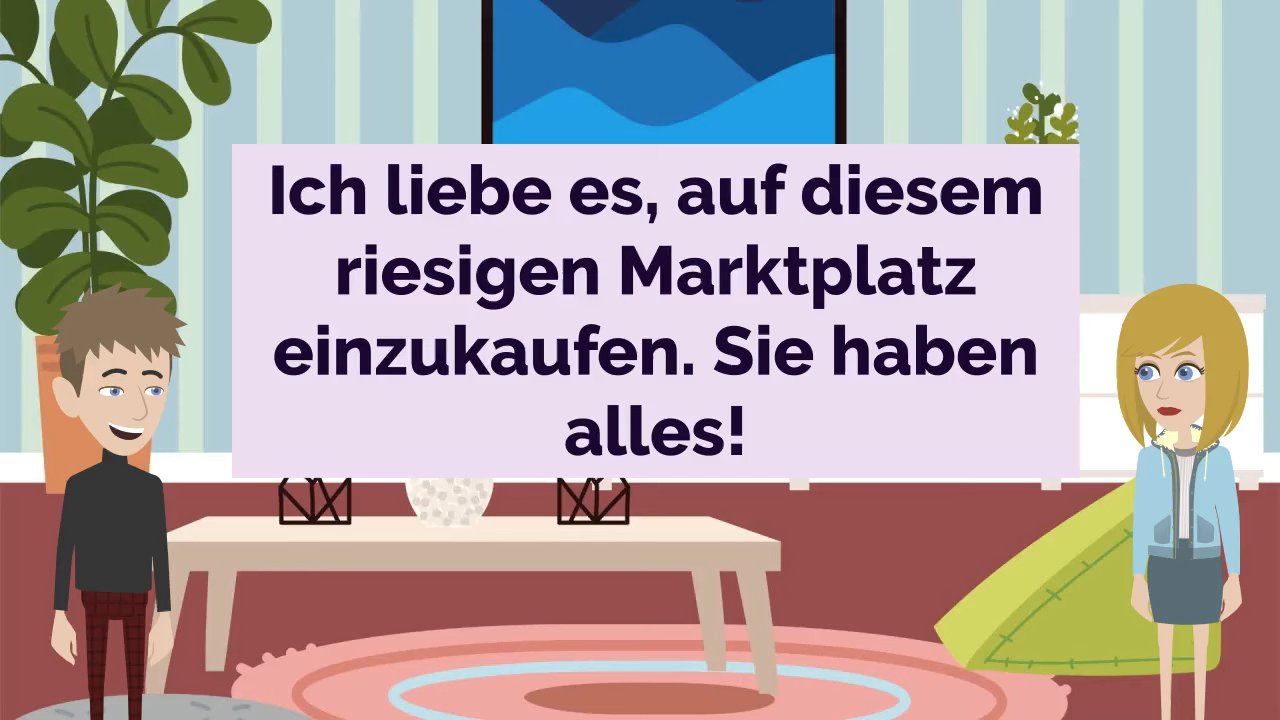 Ich liebe es, auf diesem
riesigen Marktplatz
einzukaufen. Sie haben
alles!